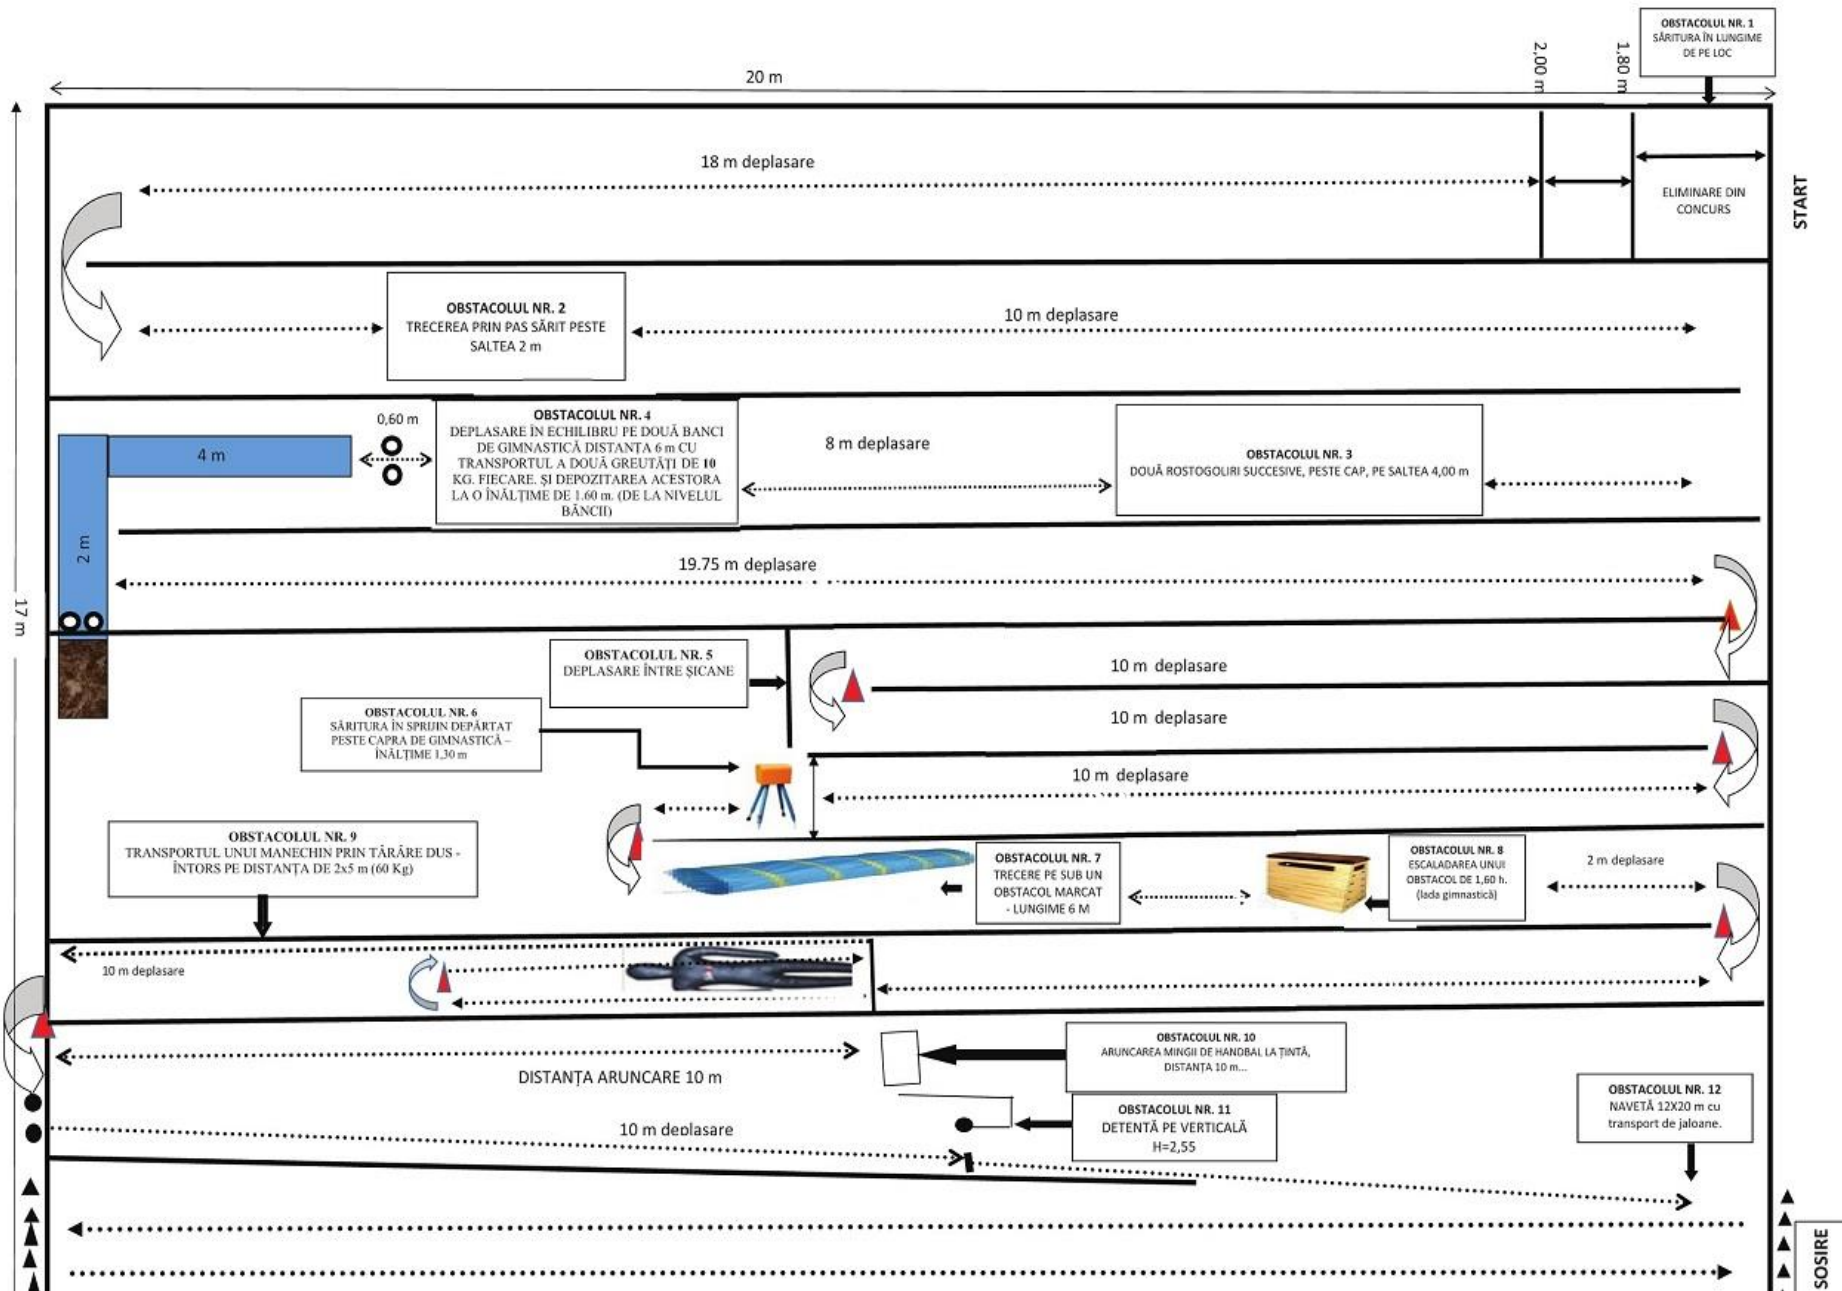 OBSTACOLUL NR. 1
SĂRITURA ÎN LUNGIME
DE PE LOC
2,00 m
1,80 m
20 m
18 m deplasare
ELIMINARE DIN
CONCURS
START
OBSTACOLUL NR. 2
TRECEREA PRIN PAS SĂRIT PESTE
SALTEA 2 m
10 m deplasare
0,60 m
4 m
OBSTACOLUL NR. 4
DEPLASARE ÎN ECHILIBRU PE DOUĂ BANCI
DE GIMNASTICĂ DISTANȚA 6 m CU
TRANSPORTUL A DOUĂ GREUTĂȚI DE 10
KG. FIECARE. ȘI DEPOZITAREA ACESTORA
LA O ÎNĂLȚIME DE 1.60 m. (DE LA NIVELUL
BĂNCII)
8 m deplasare
OBSTACOLUL NR. 3
DOUĂ ROSTOGOLIRI SUCCESIVE, PESTE CAP, PE SALTEA 4,00 m
2 m
19.75 m deplasare
17 m
OBSTACOLUL NR. 5
DEPLASARE ÎNTRE ȘICANE
10 m deplasare
OBSTACOLUL NR. 6
SĂRITURA ÎN SPRIJIN DEPĂRTAT
PESTE CAPRA DE GIMNASTICĂ –
ÎNĂLȚIME 1,30 m
10 m deplasare
10 m deplasare
OBSTACOLUL NR. 9
TRANSPORTUL UNUI MANECHIN PRIN TÂRÂRE DUS -
ÎNTORS PE DISTANȚA DE 2x5 m (60 Kg)
OBSTACOLUL NR. 7
TRECERE PE SUB UN
OBSTACOL MARCAT
- LUNGIME 6 M
OBSTACOLUL NR. 8
ESCALADAREA UNUI
OBSTACOL DE 1,60 h.
(lada gimnastică)
2 m deplasare
10 m deplasare
OBSTACOLUL NR. 10
ARUNCAREA MINGII DE HANDBAL LA ȚINTĂ,
DISTANȚA 10 m...
DISTANȚA ARUNCARE 10 m
OBSTACOLUL NR. 11
DETENTĂ PE VERTICALĂ
H=2,55
OBSTACOLUL NR. 12
NAVETĂ 12X20 m cu
transport de jaloane.
10 m deplasare
SOSIRE